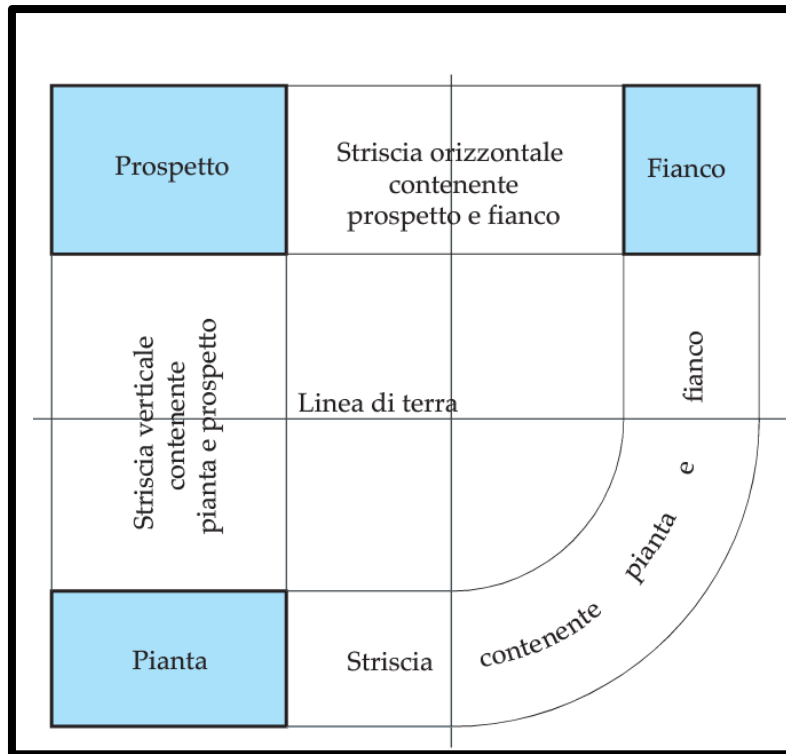 Prospetto
Striscia orizzontale
contenente
prospetto e fianco
Fianco
Striscia verticale
contenente
pianta e prospetto
Linea di terra
Pianta
Striscia contenente pianta e fianco